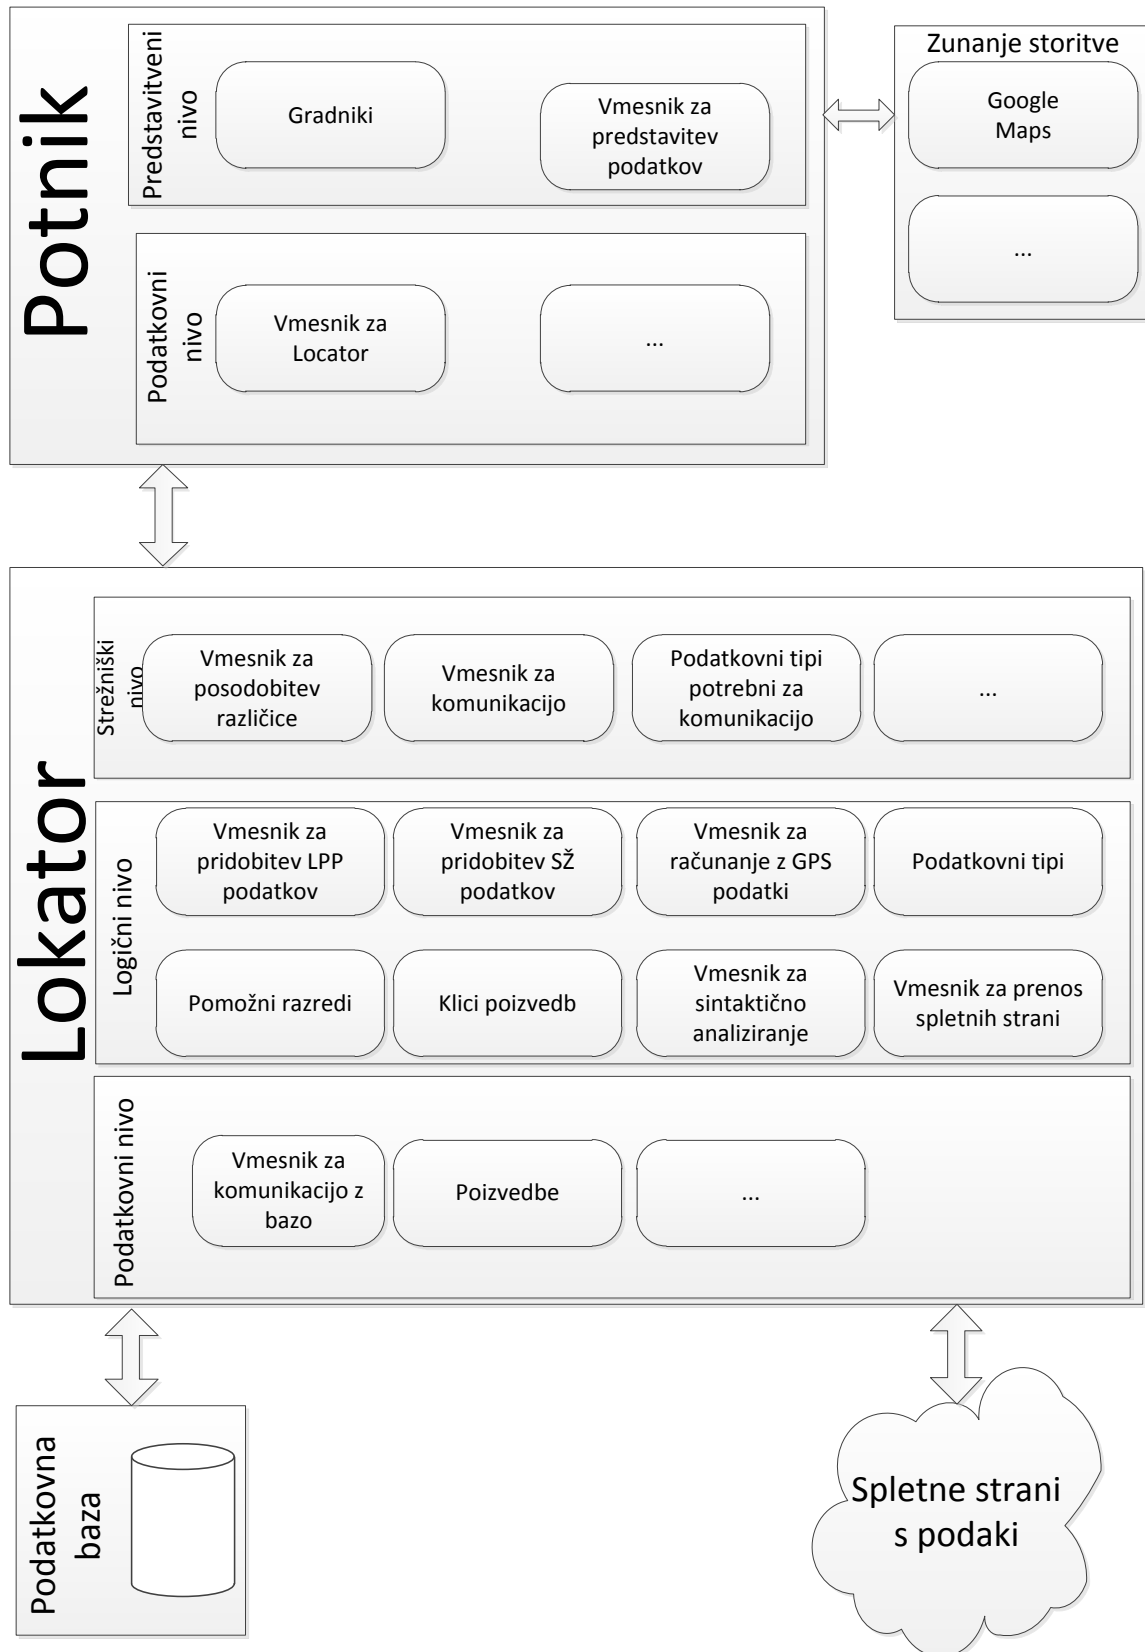 Potnik
Predstavitveni
nivo
Gradniki
Vmesnik za
predstavitev
podatkov
Podatkovni
nivo
Vmesnik za
Locator
...
Zunanje storitve
Google
Maps
...
Lokator
Strežniški
nivo
Vmesnik za
posodobitev
različice
Vmesnik za
komunikacijo
Podatkovni tipi
potrebni za
komunikacijo
...
Logični nivo
Vmesnik za
pridobitev LPP
podatkov
Vmesnik za
pridobitev SŽ
podatkov
Vmesnik za
računanje z GPS
podatki
Podatkovni tipi
Pomožni razredi
Klici poizvedb
Vmesnik za
sintaktično
analiziranje
Vmesnik za prenos
spletnih strani
Podatkovni nivo
Vmesnik za
komunikacijo z
bazo
Poizvedbe
...
Podatkovna
baza
Spletne strani
s podaki